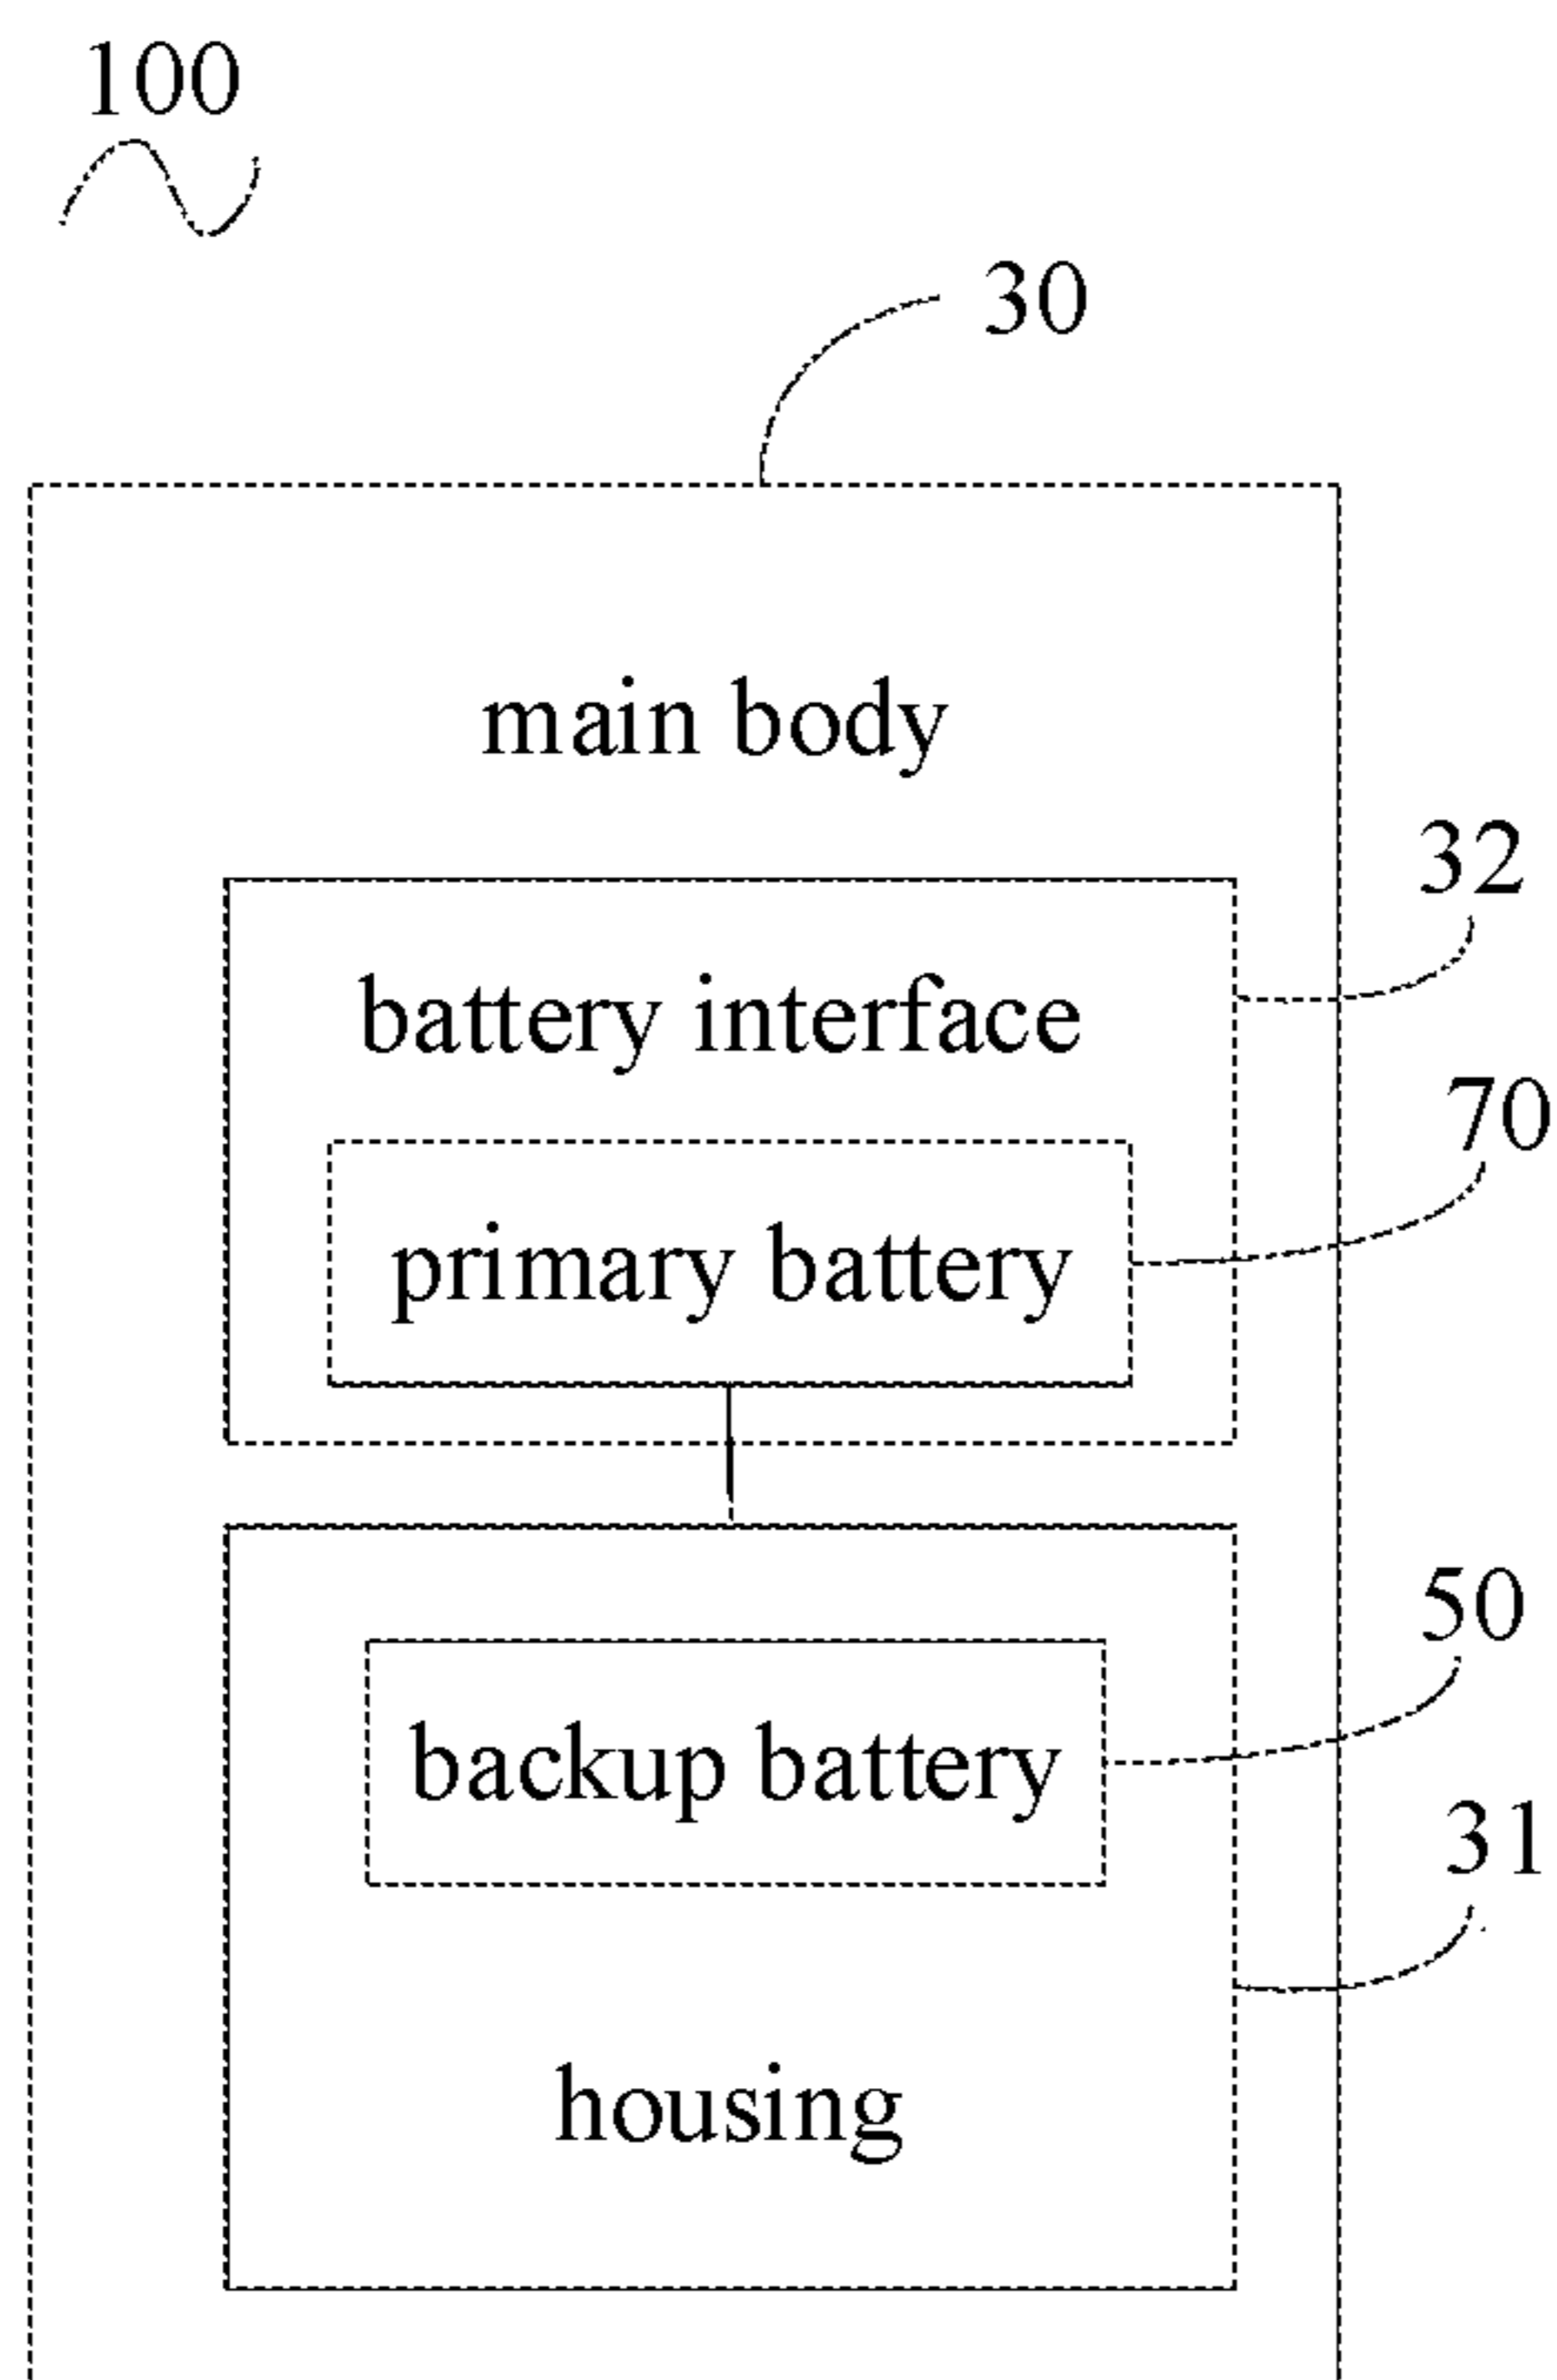 100
30
main body
32
battery interface
70
primary battery
50
backup battery
31
housing